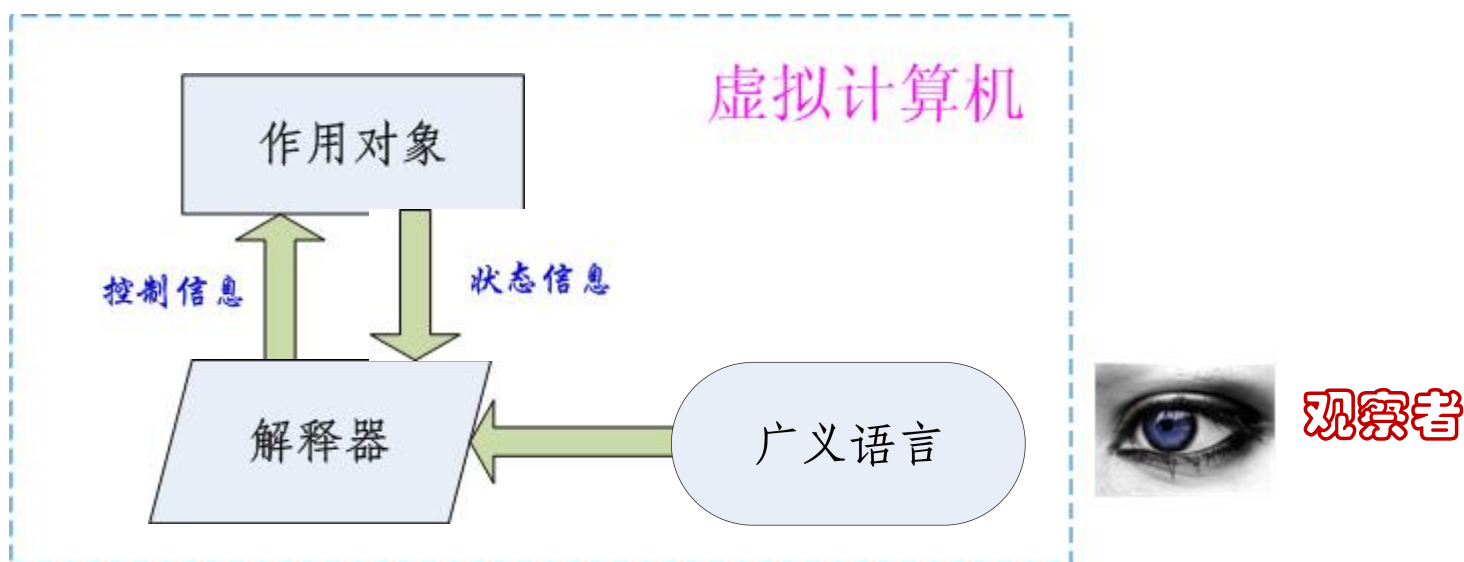 虚拟计算机
作用对象
控制信息
状态信息
解释器
广义语言
观察者